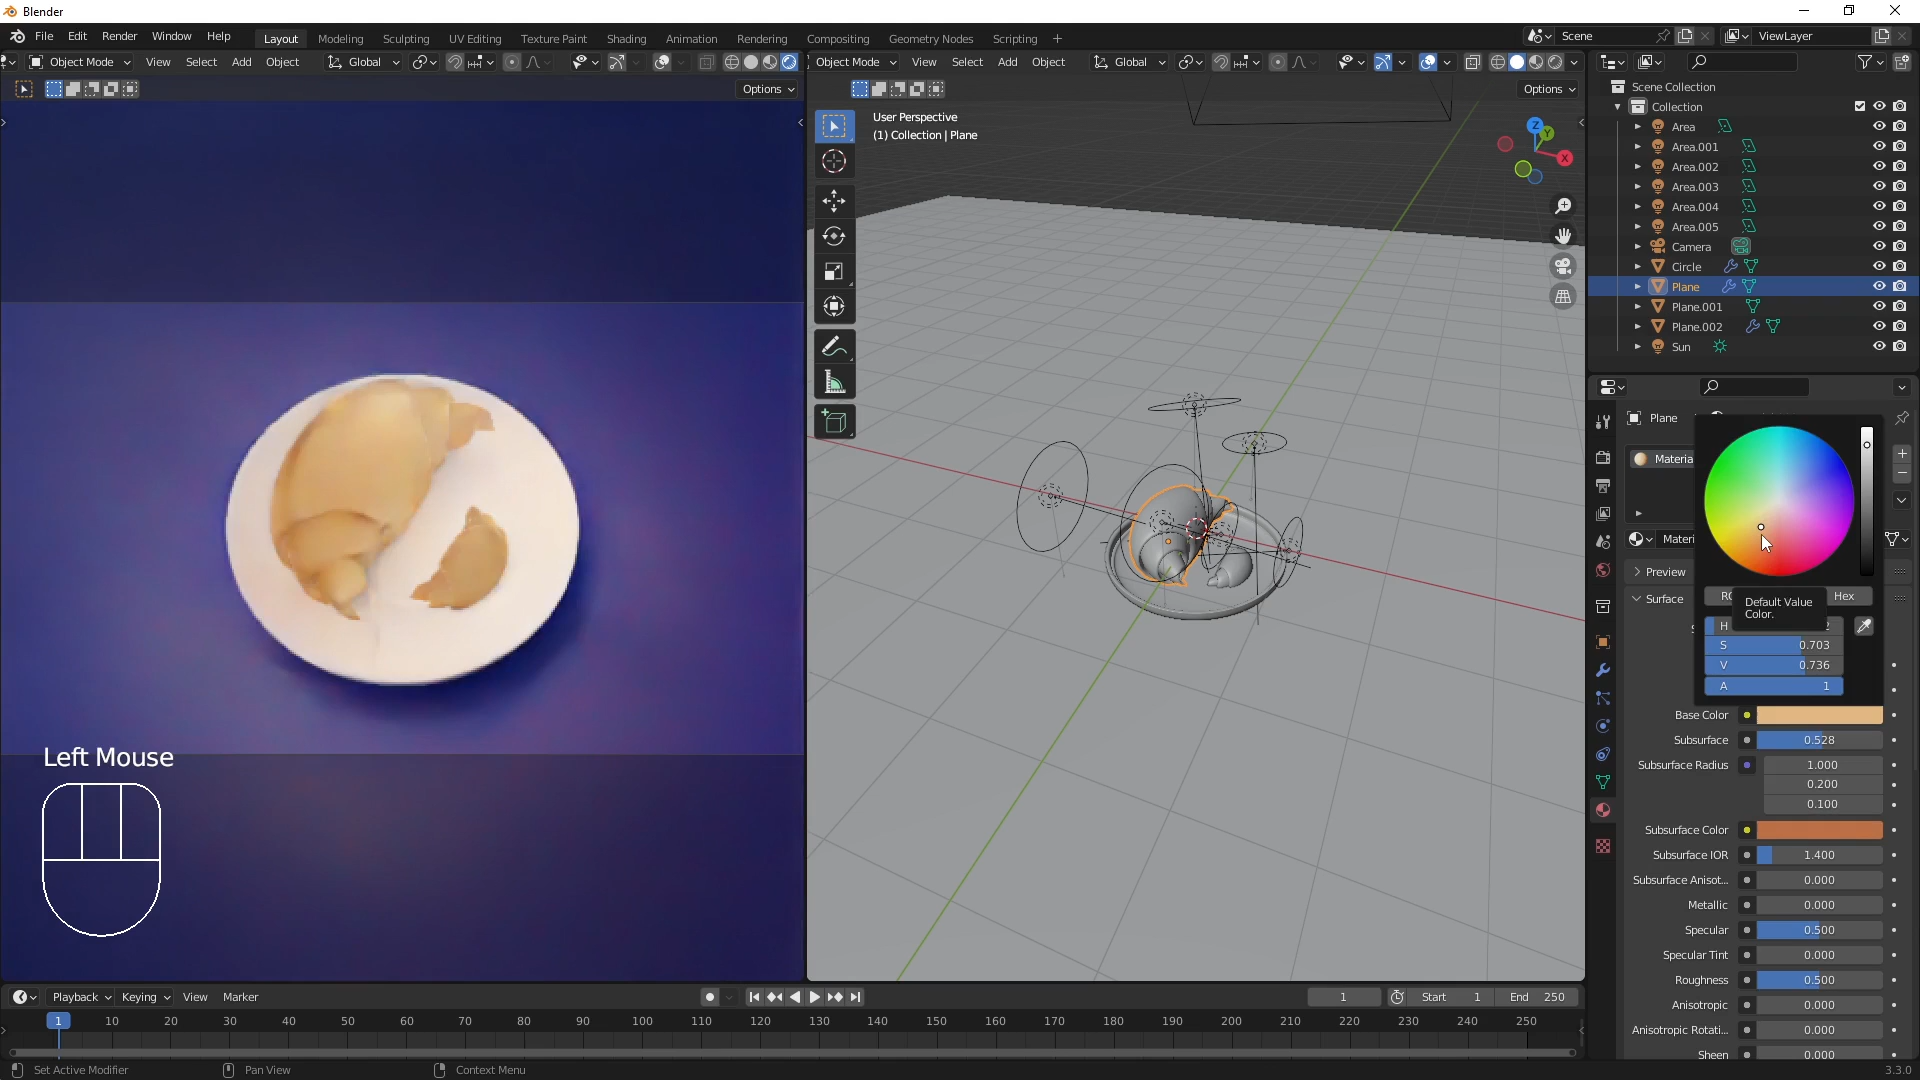 Blender
File Edit Render Window Help
Layout Modeling Sculpting UV Editing Texture Paint Shading Animation Rendering Compositing Geometry Nodes Scripting +
Scene
ViewLayer
Object Mode View Select Add Object Global
Object Mode View Select Add Object Global
Options
Options
User Perspective
(1) Collection | Plane
Z
Y
X
Scene Collection
Collection
Area
Area.001
Area.002
Area.003
Area.004
Area.005
Camera
Circle
Plane
Plane.001
Plane.002
Sun
Plane
Materia
Materi
Preview
Surface
Hex
Default Value
Color.
H
S 0.703
V 0.736
A 1
Base Color
Subsurface 0.528
Subsurface Radius 1.000
0.200
0.100
Subsurface Color
Subsurface IOR 1.400
Subsurface Anisot... 0.000
Metallic 0.000
Specular 0.500
Specular Tint 0.000
Roughness 0.500
Anisotropic 0.000
Anisotropic Rotati... 0.000
Sheen 0.000
Left Mouse
Playback Keying View Marker
1 Start 1 End 250
1 10 20 30 40 50 60 70 80 90 100 110 120 130 140 150 160 170 180 190 200 210 220 230 240 250
Set Active Modifier Pan View Context Menu
3.3.0